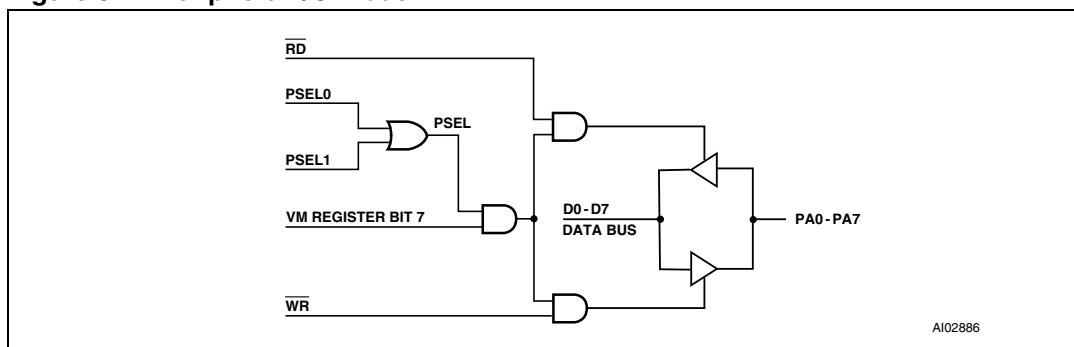 RD
PSEL0
PSEL
PSEL1
D0-D7
VM REGISTER BIT 7
DATA BUS
PA0-PA7
WR
AI02886